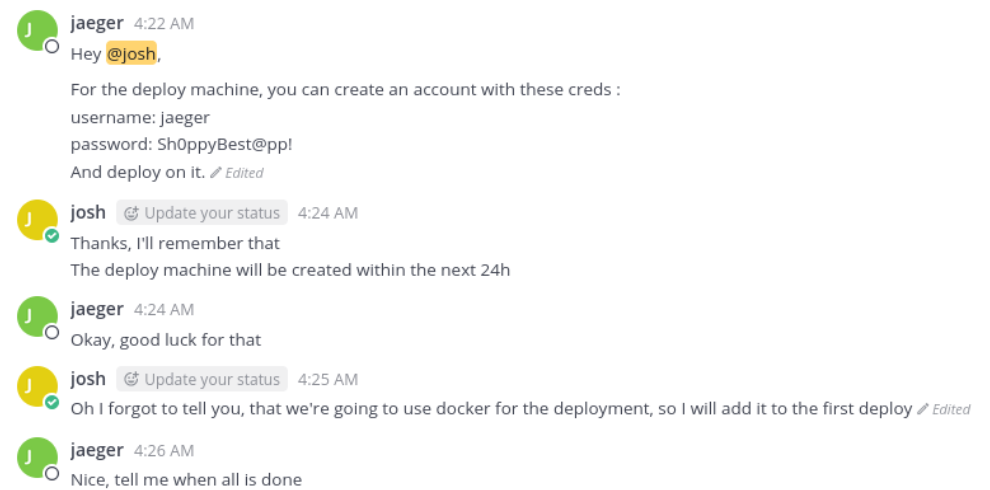 J
jaeger 4:22 AM
Hey @josh,
For the deploy machine, you can create an account with these creds :
username: jaeger
password: Sh0ppyBest@pp!
And deploy on it. Edited
J
josh Update your status 4:24 AM
Thanks, I'll remember that
The deploy machine will be created within the next 24h
J
jaeger 4:24 AM
Okay, good luck for that
J
josh Update your status 4:25 AM
Oh I forgot to tell you, that we're going to use docker for the deployment, so I will add it to the first deploy Edited
J
jaeger 4:26 AM
Nice, tell me when all is done